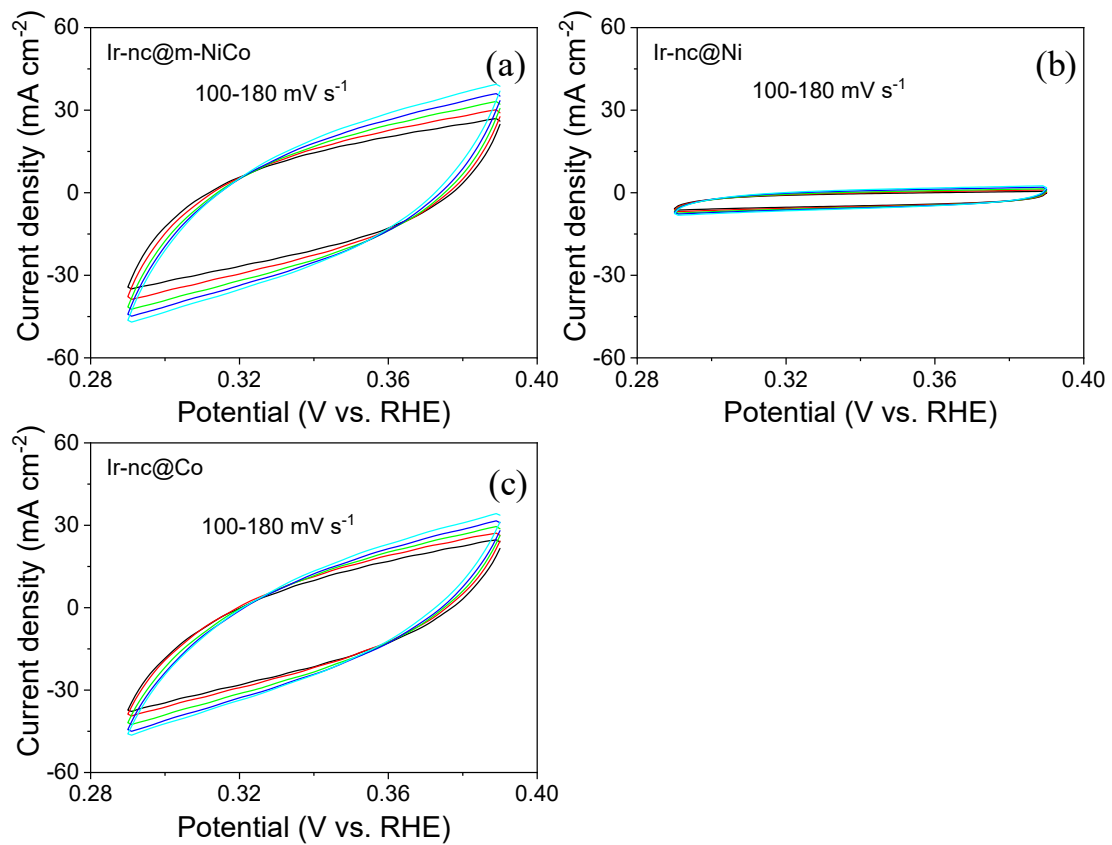 Ir-nc@m-NiCo
(a)
100-180 mV s⁻¹
60
30
0
-30
-60
Current density (mA cm⁻²)
0.28
0.32
0.36
0.40
Potential (V vs. RHE)
Ir-nc@Ni
(b)
100-180 mV s⁻¹
60
30
0
-30
-60
Current density (mA cm⁻²)
0.28
0.32
0.36
0.40
Potential (V vs. RHE)
Ir-nc@Co
(c)
100-180 mV s⁻¹
60
30
0
-30
-60
Current density (mA cm⁻²)
0.28
0.32
0.36
0.40
Potential (V vs. RHE)